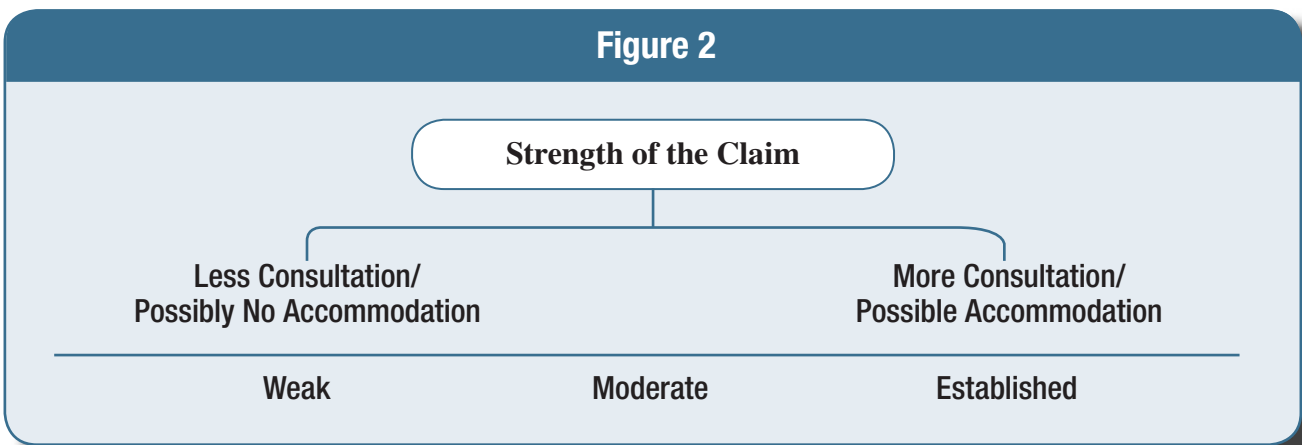 Figure 2
Strength of the Claim
Less Consultation/
Possibly No Accommodation
More Consultation/
Possible Accommodation
Weak
Moderate
Established